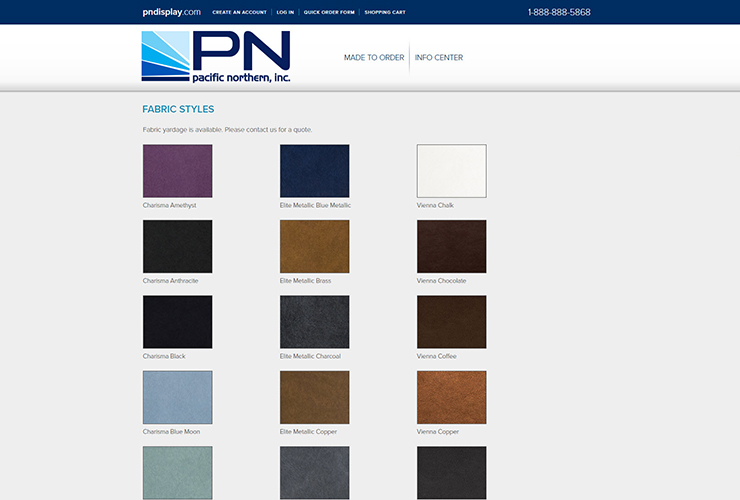 pndisplay.com CREATE AN ACCOUNT LOG IN QUICK ORDER FORM SHOPPING CART 1-888-888-5868
PN
pacific northern, inc.
MADE TO ORDER INFO CENTER
FABRIC STYLES
Fabric yardage is available. Please contact us for a quote.
Charisma Amethyst Elite Metallic Blue Metallic Vienna Chalk
Charisma Anthracite Elite Metallic Brass Vienna Chocolate
Charisma Black Elite Metallic Charcoal Vienna Coffee
Charisma Blue Moon Elite Metallic Copper Vienna Copper